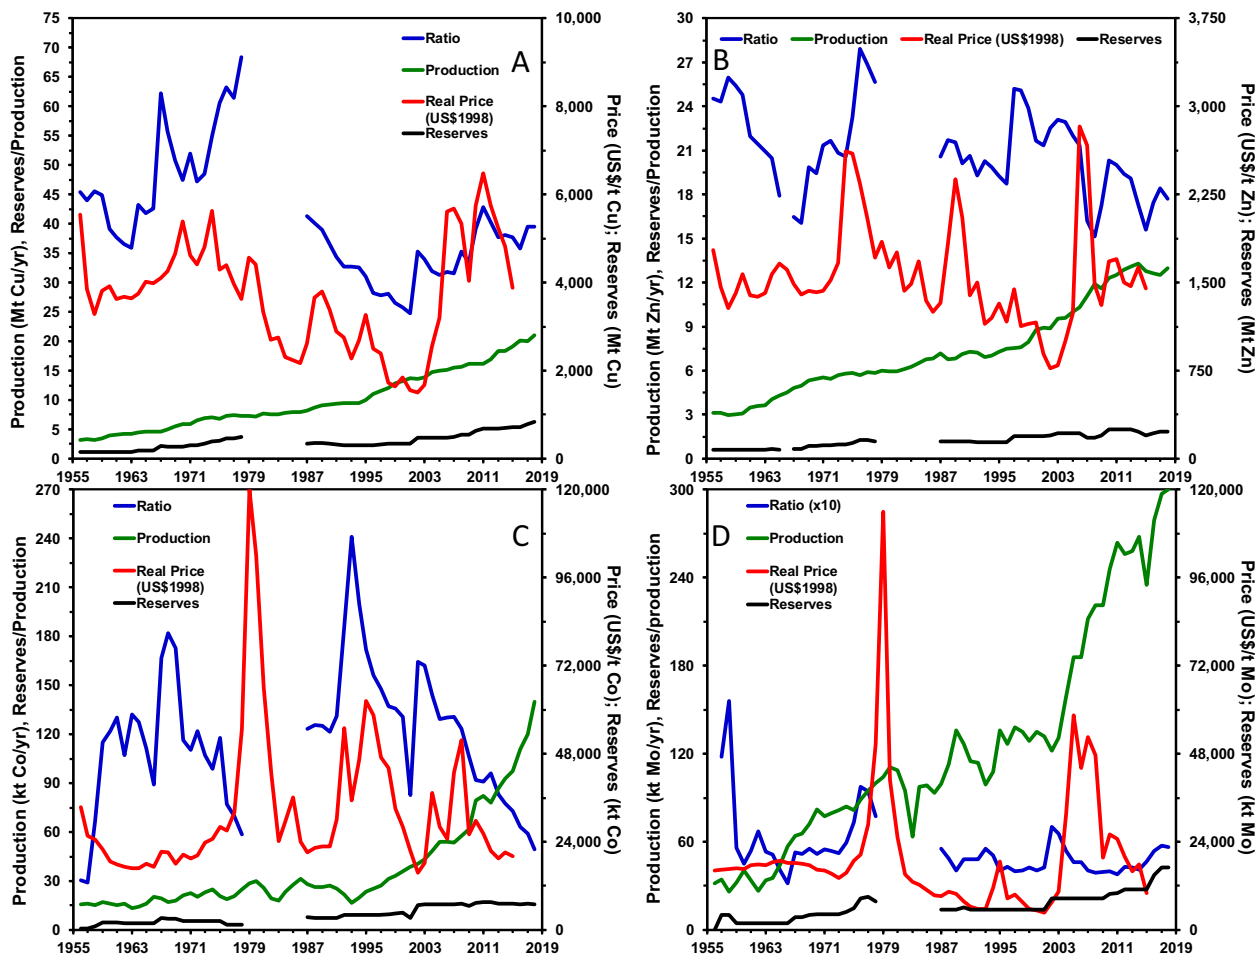 75
70
65
60
55
50
45
40
35
30
25
20
15
10
5
0
Production (Mt Cu/yr), Reserves/Production
Ratio
Production
Real Price
(US$1998)
Reserves
A
10,000
8,000
6,000
4,000
2,000
0
Price (US$/t Cu); Reserves (Mt Cu)
1955 1963 1971 1979 1987 1995 2003 2011 2019
30
27
24
21
18
15
12
9
6
3
0
Production (Mt Zn/yr), Reserves/Production
Ratio Production Real Price (US$1998) Reserves
B
3,750
3,000
2,250
1,500
750
0
Price (US$/t Zn); Reserves (Mt Zn)
1955 1963 1971 1979 1987 1995 2003 2011 2019
270
240
210
180
150
120
90
60
30
0
Production (kt Co/yr), Reserves/Production
Ratio
Production
Real Price
(US$1998)
Reserves
C
120,000
96,000
72,000
48,000
24,000
0
Price (US$/t Co); Reserves (kt Co)
1955 1963 1971 1979 1987 1995 2003 2011 2019
300
240
180
120
60
0
Production (kt Mo/yr), Reserves/production
D
Ratio (x10)
Production
Real Price
(US$1998)
Reserves
120,000
96,000
72,000
48,000
24,000
0
Price (US$/t Mo); Reserves (kt Mo)
1955 1963 1971 1979 1987 1995 2003 2011 2019